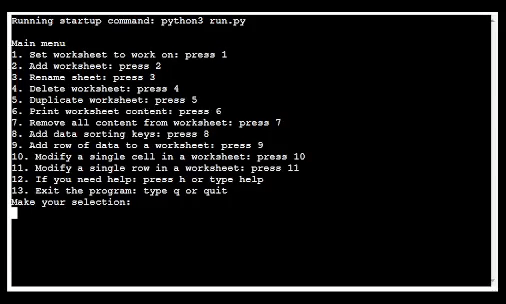 Running startup command: python3 run.py
Main menu
1. Set worksheet to work on: press 1
2. Add worksheet: press 2
3. Rename sheet: press 3
4. Delete worksheet: press 4
5. Duplicate worksheet: press 5
6. Print worksheet content: press 6
7. Remove all content from worksheet: press 7
8. Add data sorting keys: press 8
9. Add row of data to a worksheet: press 9
10. Modify a single cell in a worksheet: press 10
11. Modify a single row in a worksheet: press 11
12. If you need help: press h or type help
13. Exit the program: type q or quit
Make your selection: